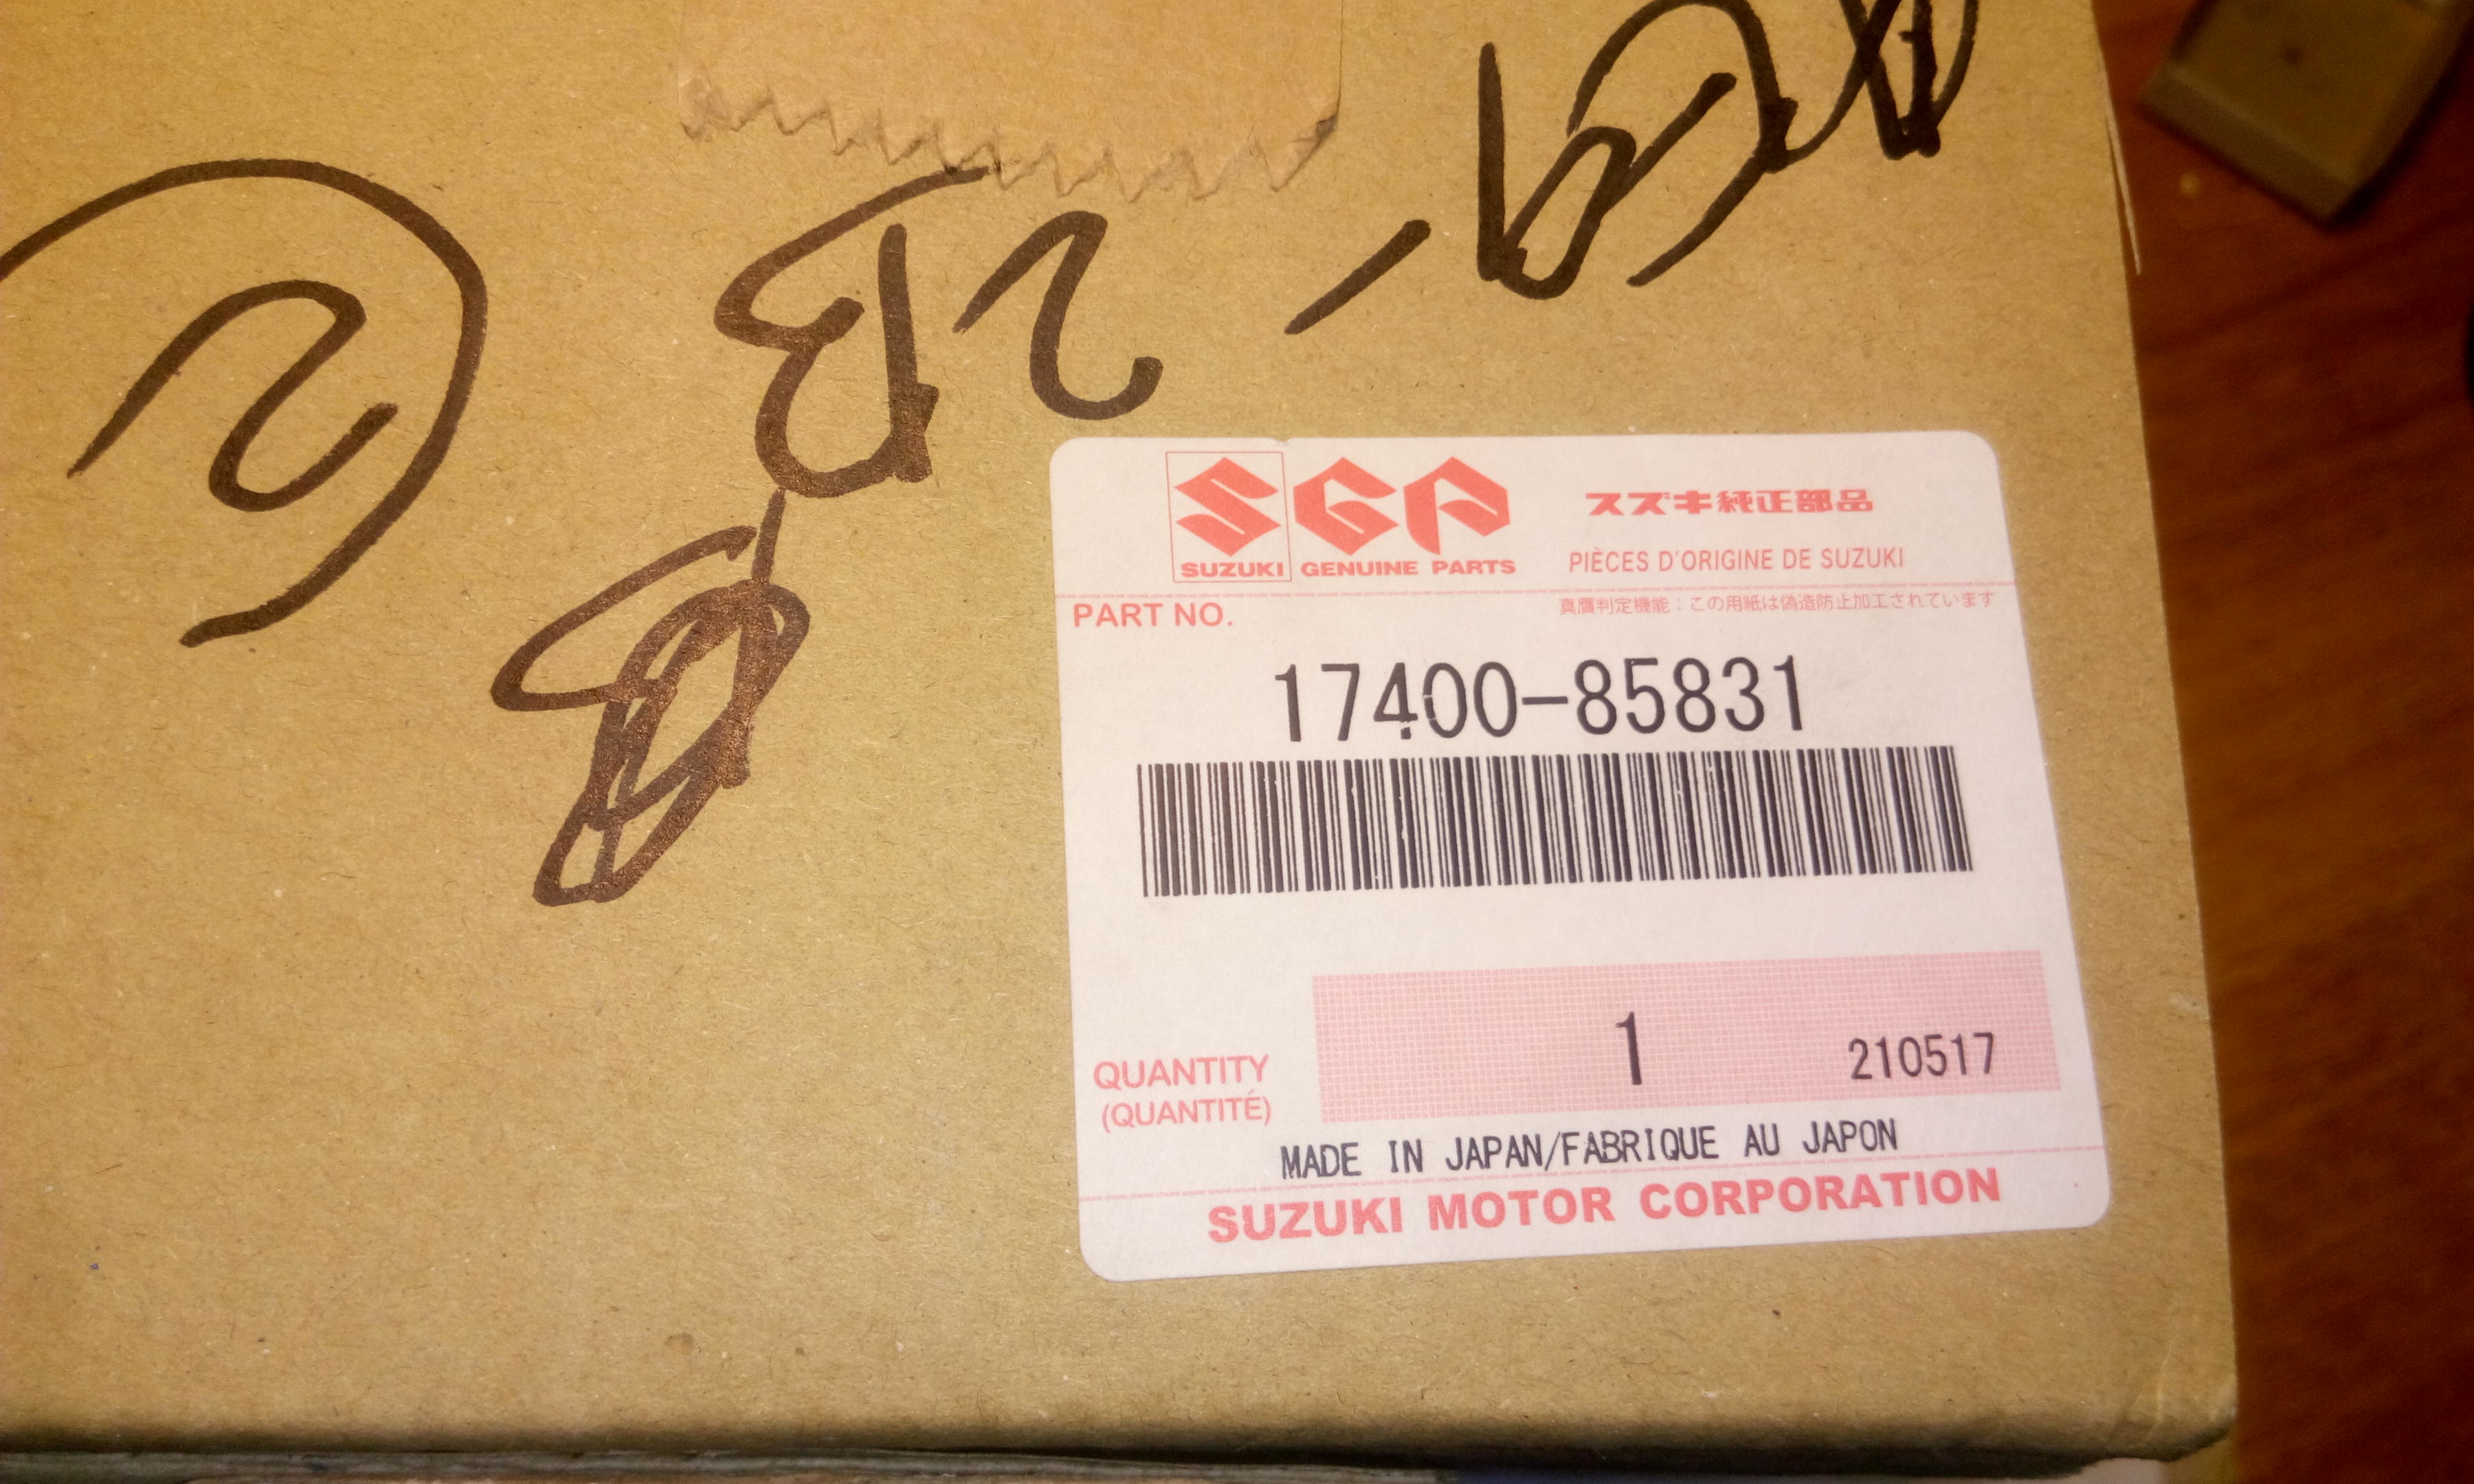 SGP
SUZUKI GENUINE PARTS
スズキ純正部品
PIÈCES D'ORIGINE DE SUZUKI
PART NO.
真贋判定機能：この用紙は偽造防止加工されています
17400-85831
QUANTITY
(QUANTITÉ)
1
210517
MADE IN JAPAN/FABRIQUE AU JAPON
SUZUKI MOTOR CORPORATION